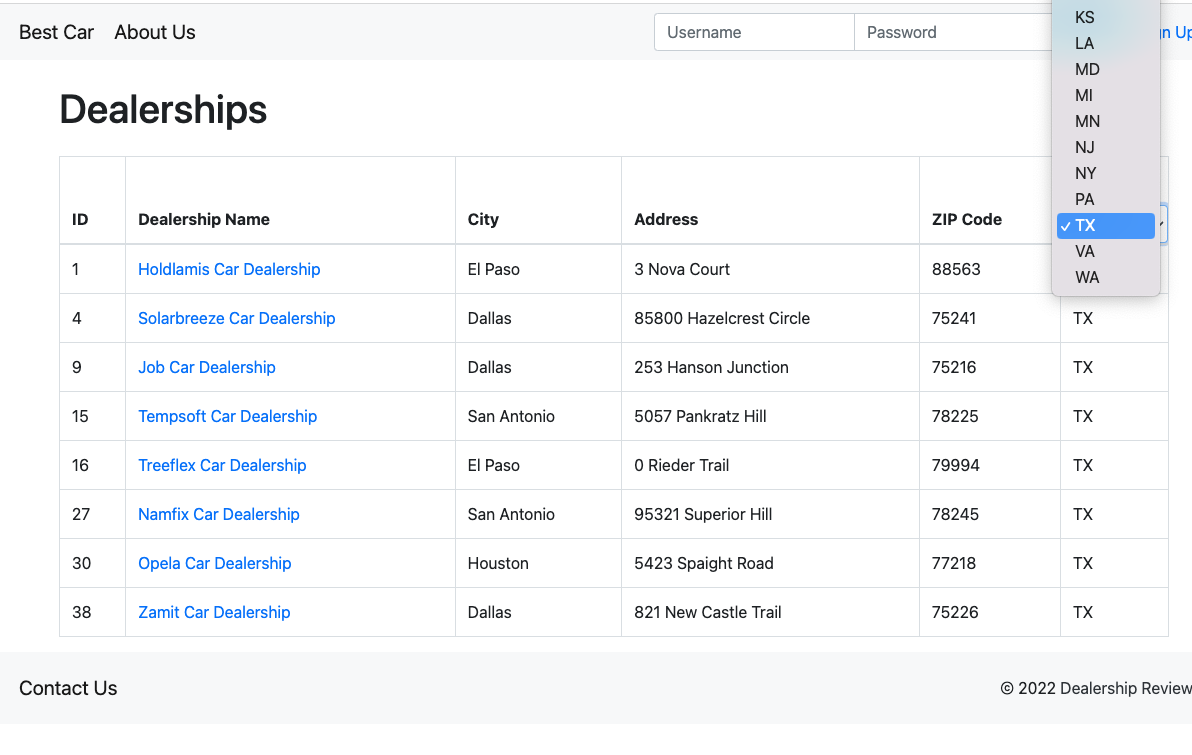 Best Car About Us Username Password n Up
KS
LA
MD
MI
MN
NJ
NY
PA
✓ TX
VA
WA
Dealerships
ID Dealership Name City Address ZIP Code
1 Holdlamis Car Dealership El Paso 3 Nova Court 88563
4 Solarbreeze Car Dealership Dallas 85800 Hazelcrest Circle 75241 TX
9 Job Car Dealership Dallas 253 Hanson Junction 75216 TX
15 Tempsoft Car Dealership San Antonio 5057 Pankratz Hill 78225 TX
16 Treeflex Car Dealership El Paso 0 Rieder Trail 79994 TX
27 Namfix Car Dealership San Antonio 95321 Superior Hill 78245 TX
30 Opela Car Dealership Houston 5423 Spaight Road 77218 TX
38 Zamit Car Dealership Dallas 821 New Castle Trail 75226 TX
Contact Us © 2022 Dealership Review